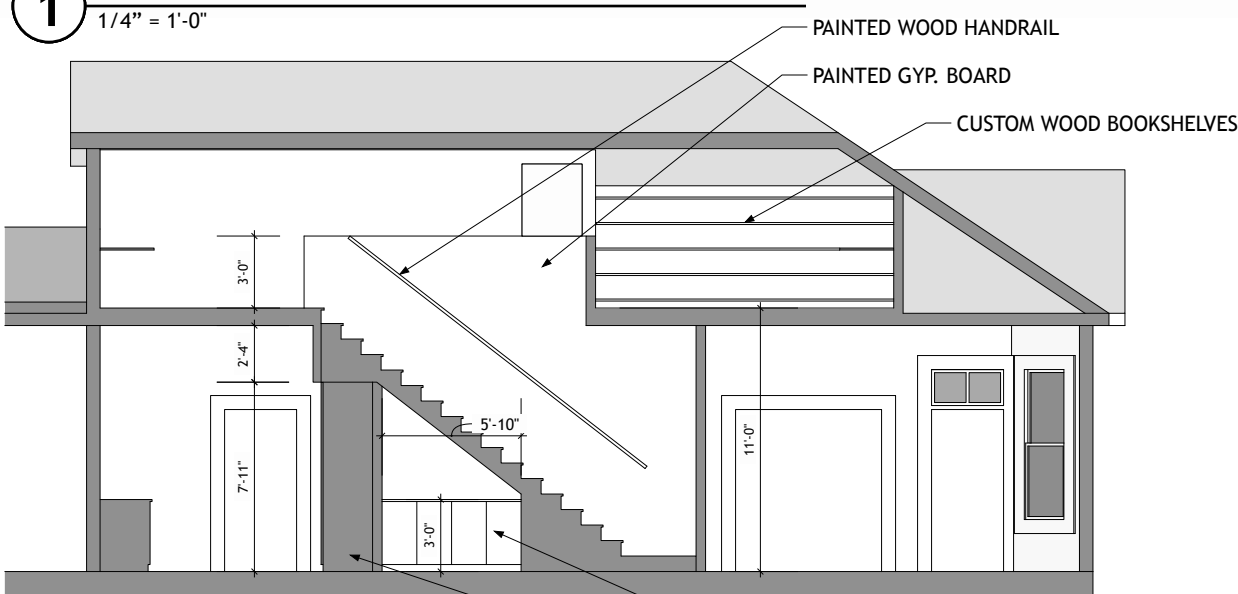 1
1/4” = 1'-0"
PAINTED WOOD HANDRAIL
PAINTED GYP. BOARD
CUSTOM WOOD BOOKSHELVES
3'-0"
2'-4"
5'-10"
7'-11"
3'-0"
11'-0"